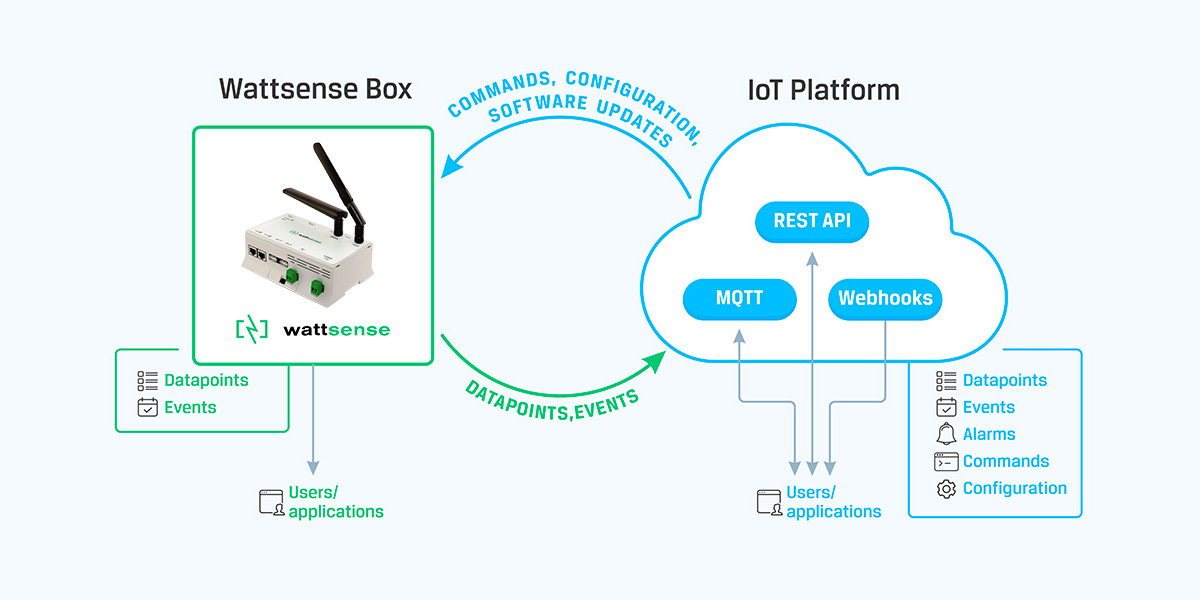 Wattsense Box
IoT Platform
COMMANDS, CONFIGURATION,
SOFTWARE UPDATES
wattsense
wattsense
DATAPOINTS,EVENTS
REST API
MQTT
Webhooks
Datapoints
Events
Users/
applications
Users/
applications
Datapoints
Events
Alarms
Commands
Configuration